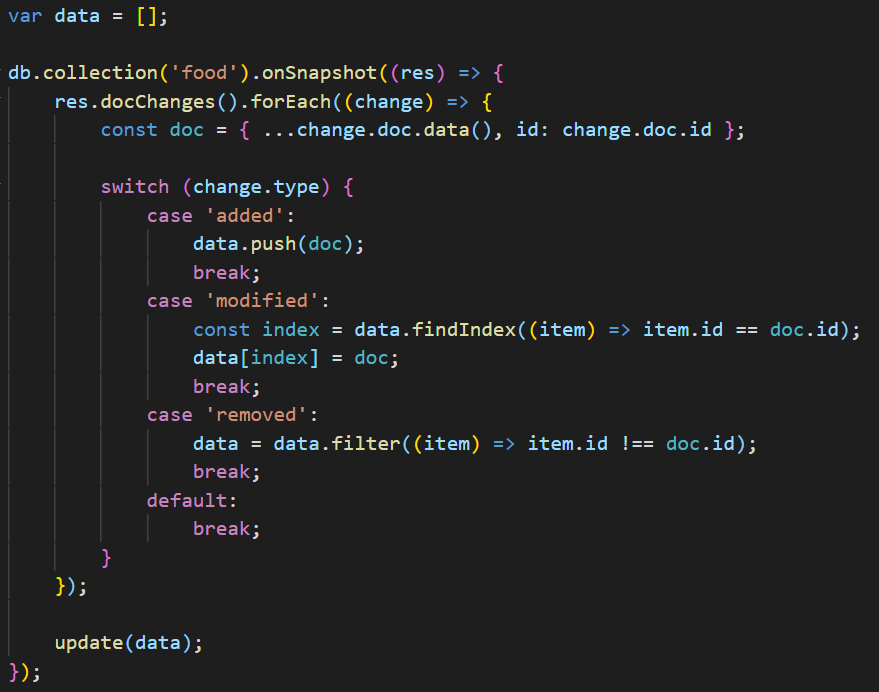 var data = [];
db.collection('food').onSnapshot((res) => {
    res.docChanges().forEach((change) => {
        const doc = { ...change.doc.data(), id: change.doc.id };
        switch (change.type) {
            case 'added':
                data.push(doc);
                break;
            case 'modified':
                const index = data.findIndex((item) => item.id == doc.id);
                data[index] = doc;
                break;
            case 'removed':
                data = data.filter((item) => item.id !== doc.id);
                break;
            default:
                break;
        }
    });
    update(data);
});